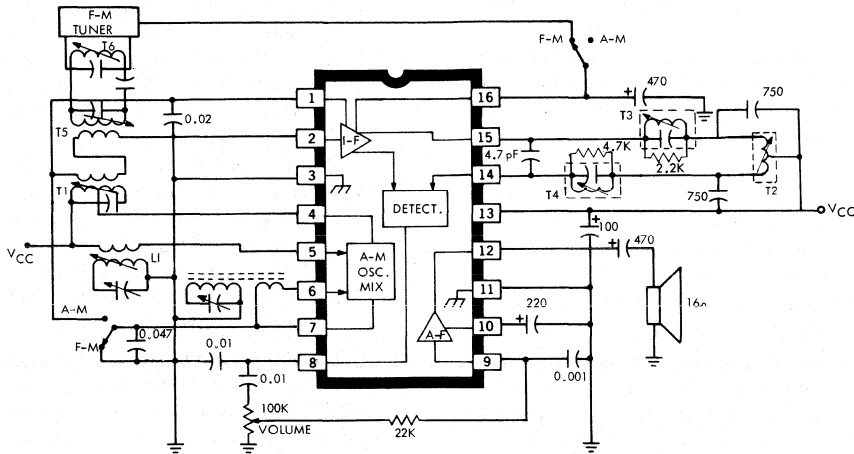 F-M
TUNER
T6
F-M
A-M
470
750
T3
1
16
0.02
T5
2
I-F
15
4.7pF
4.7K
2.2K
3
14
T4
T2
T1
DETECT.
750
4
13
VCC
100
12
470
VCC
5
A-M
OSC.
MIX
L1
6
11
16Ω
A-M
7
10
220
A-F
F-M
0.047
0.01
8
9
0.01
0.001
100K
VOLUME
22K